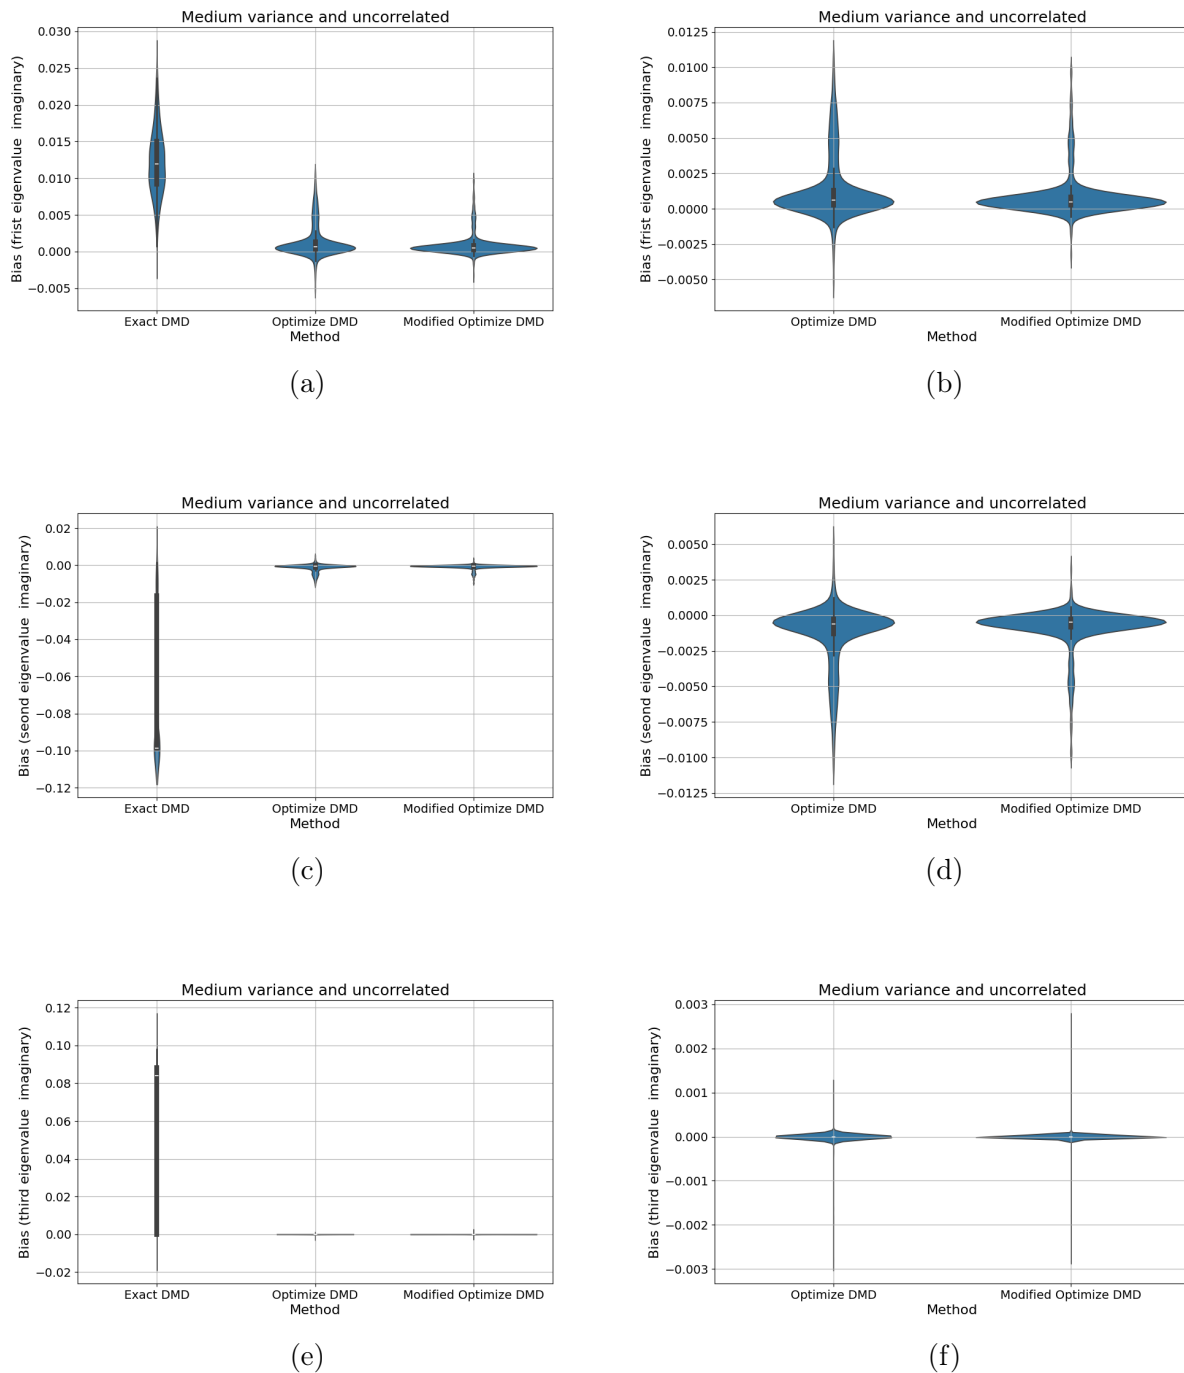 Medium variance and uncorrelated
Bias (frist eigenvalue  imaginary)
0.030
0.025
0.020
0.015
0.010
0.005
0.000
−0.005
Exact DMD
Optimize DMD
Modified Optimize DMD
Method
(a)
Medium variance and uncorrelated
Bias (frist eigenvalue  imaginary)
0.0125
0.0100
0.0075
0.0050
0.0025
0.0000
−0.0025
−0.0050
Optimize DMD
Modified Optimize DMD
Method
(b)
Medium variance and uncorrelated
Bias (seond eigenvalue  imaginary)
0.02
0.00
−0.02
−0.04
−0.06
−0.08
−0.10
−0.12
Exact DMD
Optimize DMD
Modified Optimize DMD
Method
(c)
Medium variance and uncorrelated
Bias (seond eigenvalue  imaginary)
0.0050
0.0025
0.0000
−0.0025
−0.0050
−0.0075
−0.0100
−0.0125
Optimize DMD
Modified Optimize DMD
Method
(d)
Medium variance and uncorrelated
Bias (third eigenvalue  imaginary)
0.12
0.10
0.08
0.06
0.04
0.02
0.00
−0.02
Exact DMD
Optimize DMD
Modified Optimize DMD
Method
(e)
Medium variance and uncorrelated
Bias (third eigenvalue  imaginary)
0.003
0.002
0.001
0.000
−0.001
−0.002
−0.003
Optimize DMD
Modified Optimize DMD
Method
(f)